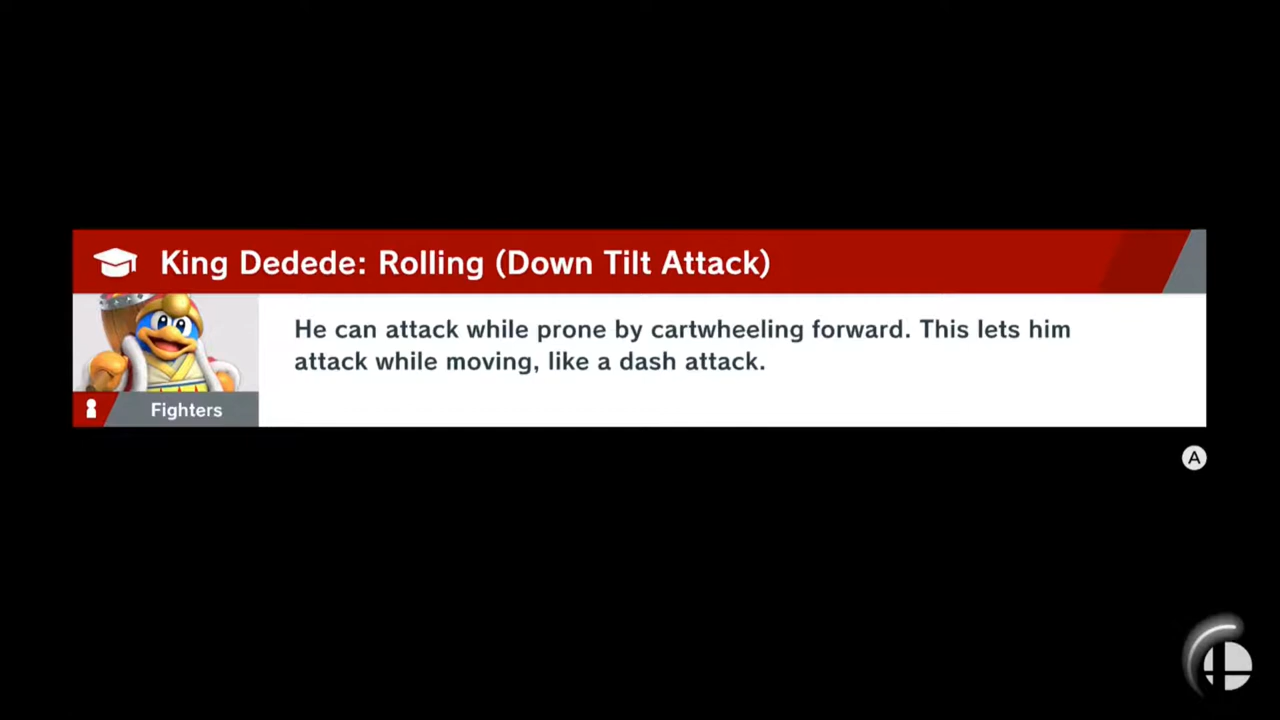 King Dedede: Rolling (Down Tilt Attack)
He can attack while prone by cartwheeling forward. This lets him
attack while moving, like a dash attack.
Fighters
A